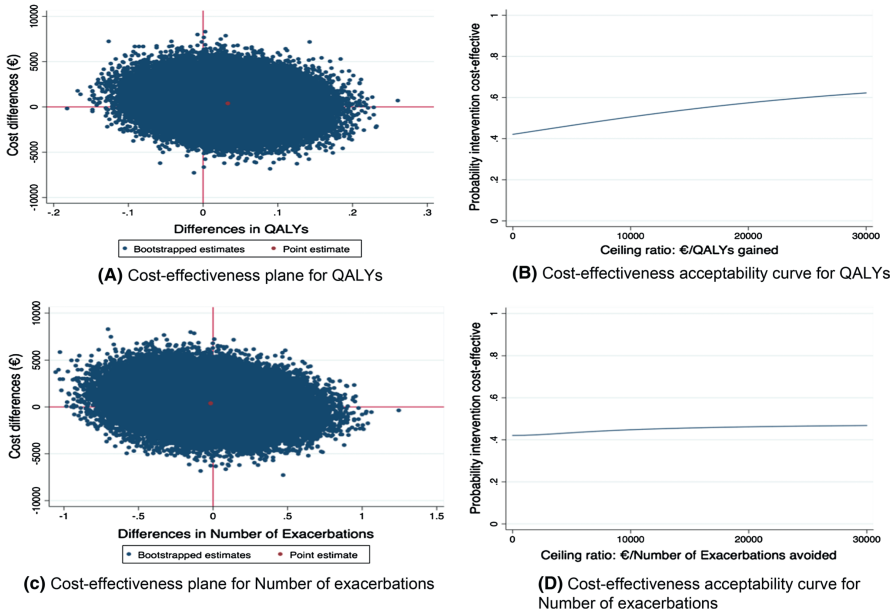 Cost differences (€)
10000
5000
0
-5000
-10000
-.2 -.1 0 .1 .2 .3
Differences in QALYs
Bootstrapped estimates Point estimate
(A) Cost-effectiveness plane for QALYs
Probability intervention cost-effective
1
.8
.6
.4
.2
0
0 10000 20000 30000
Ceiling ratio: €/QALYs gained
(B) Cost-effectiveness acceptability curve for QALYs
Cost differences (€)
10000
5000
0
-5000
-10000
-1 -.5 0 .5 1 1.5
Differences in Number of Exacerbations
Bootstrapped estimates Point estimate
(c) Cost-effectiveness plane for Number of exacerbations
Probability intervention cost-effective
1
.8
.6
.4
.2
0
0 10000 20000 30000
Ceiling ratio: €/Number of Exacerbations avoided
(D) Cost-effectiveness acceptability curve for
Number of exacerbations